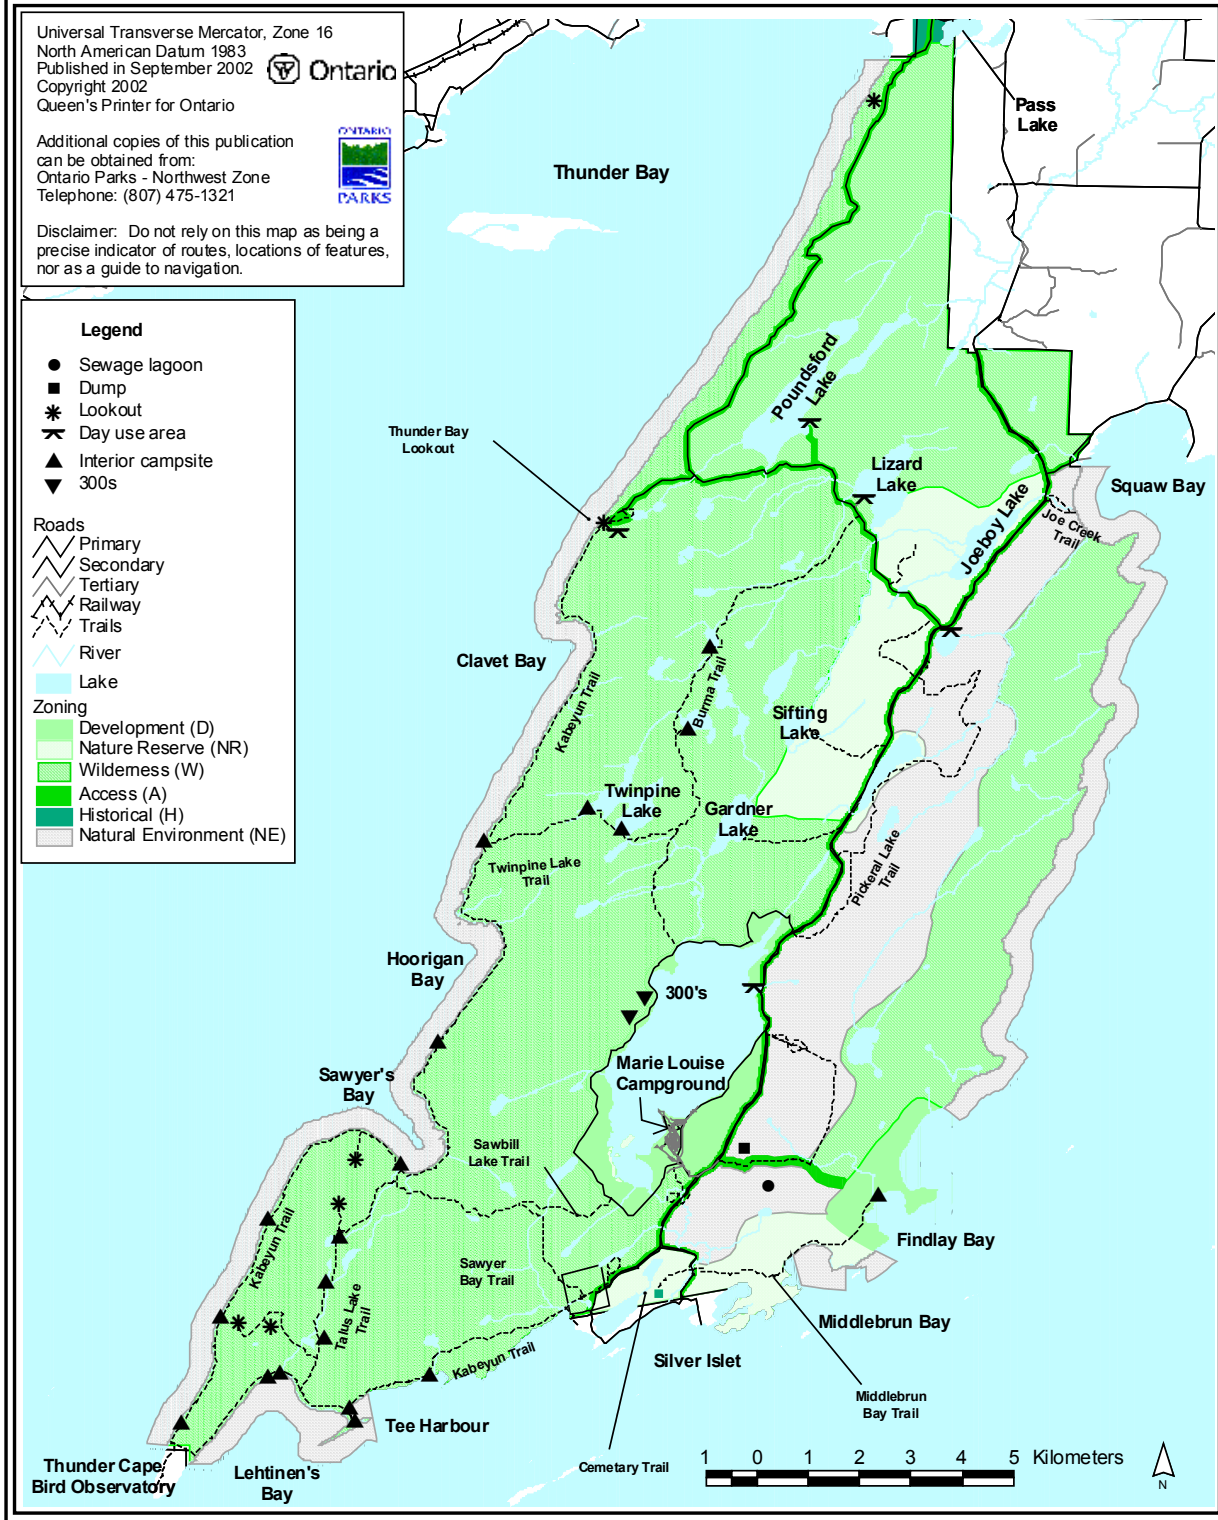 Universal Transverse Mercator, Zone 16
North American Datum 1983
Published in September 2002
Copyright 2002
Queen's Printer for Ontario
Ontario
Additional copies of this publication
can be obtained from:
Ontario Parks - Northwest Zone
Telephone: (807) 475-1321
ONTARIO
PARKS
Disclaimer: Do not rely on this map as being a
precise indicator of routes, locations of features,
nor as a guide to navigation.
Legend
Sewage lagoon
Dump
Lookout
Day use area
Interior campsite
300s
Roads
Primary
Secondary
Tertiary
Railway
Trails
River
Lake
Zoning
Development (D)
Nature Reserve (NR)
Wilderness (W)
Access (A)
Historical (H)
Natural Environment (NE)
Pass
Lake
Thunder Bay
Poundsford
Lake
Thunder Bay
Lookout
Lizard
Lake
Squaw Bay
Joeboy Lake
Joe Creek
Trail
Clavet Bay
Kabeyun Trail
Burma Trail
Sifting
Lake
Twinpine
Lake
Gardner
Lake
Twinpine Lake
Trail
Pickeral Lake
Trail
Hoorigan
Bay
300's
Marie Louise
Campground
Sawyer's
Bay
Sawbill
Lake Trail
Kabeyun Trail
Sawyer
Bay Trail
Findlay Bay
Talus Lake
Trail
Middlebrun Bay
Kabeyun Trail
Silver Islet
Middlebrun
Bay Trail
Tee Harbour
Cemetary Trail
Thunder Cape
Bird Observatory
Lehtinen's
Bay
1 0 1 2 3 4 5 Kilometers
N